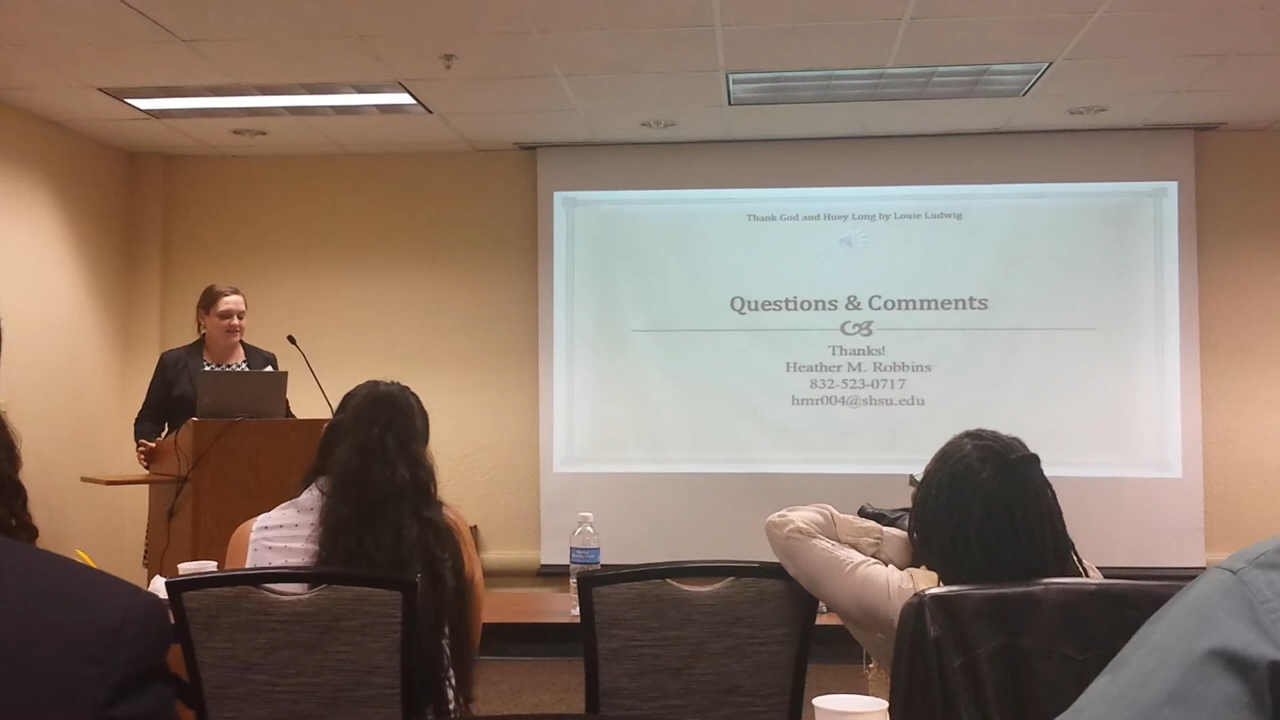 Thank God and Huey Long by Louie Ludwig
Questions & Comments
Thanks!
Heather M. Robbins
832-523-0717
hmr004@shsu.edu